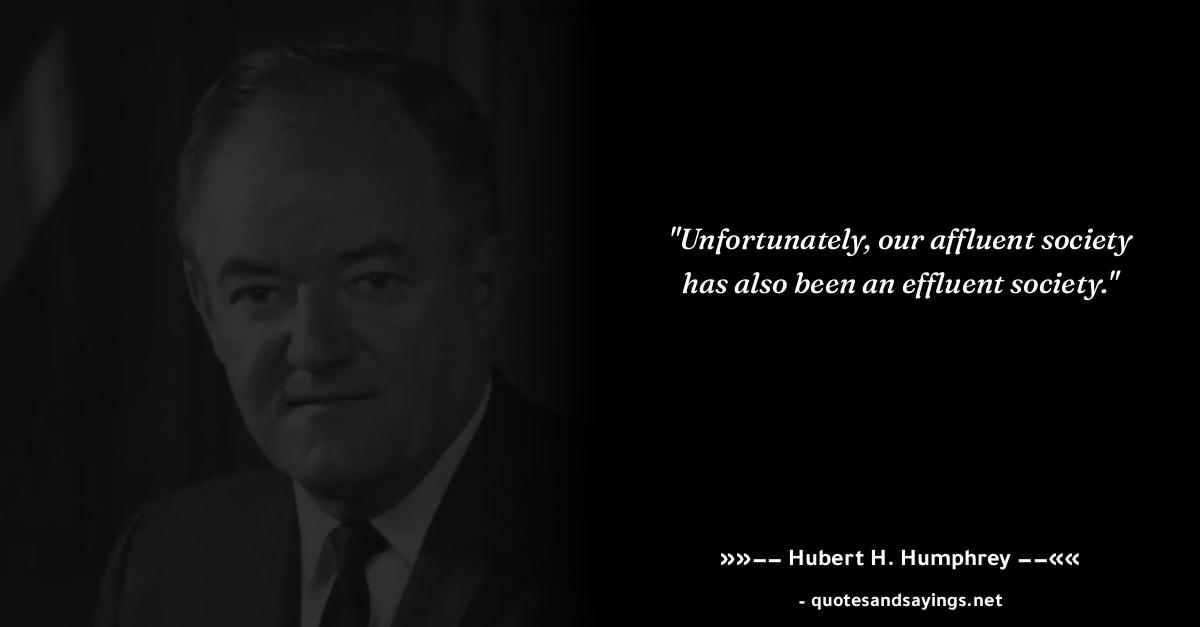 "Unfortunately, our affluent society
has also been an effluent society."
»»–– Hubert H. Humphrey ––««
- quotesandsayings.net